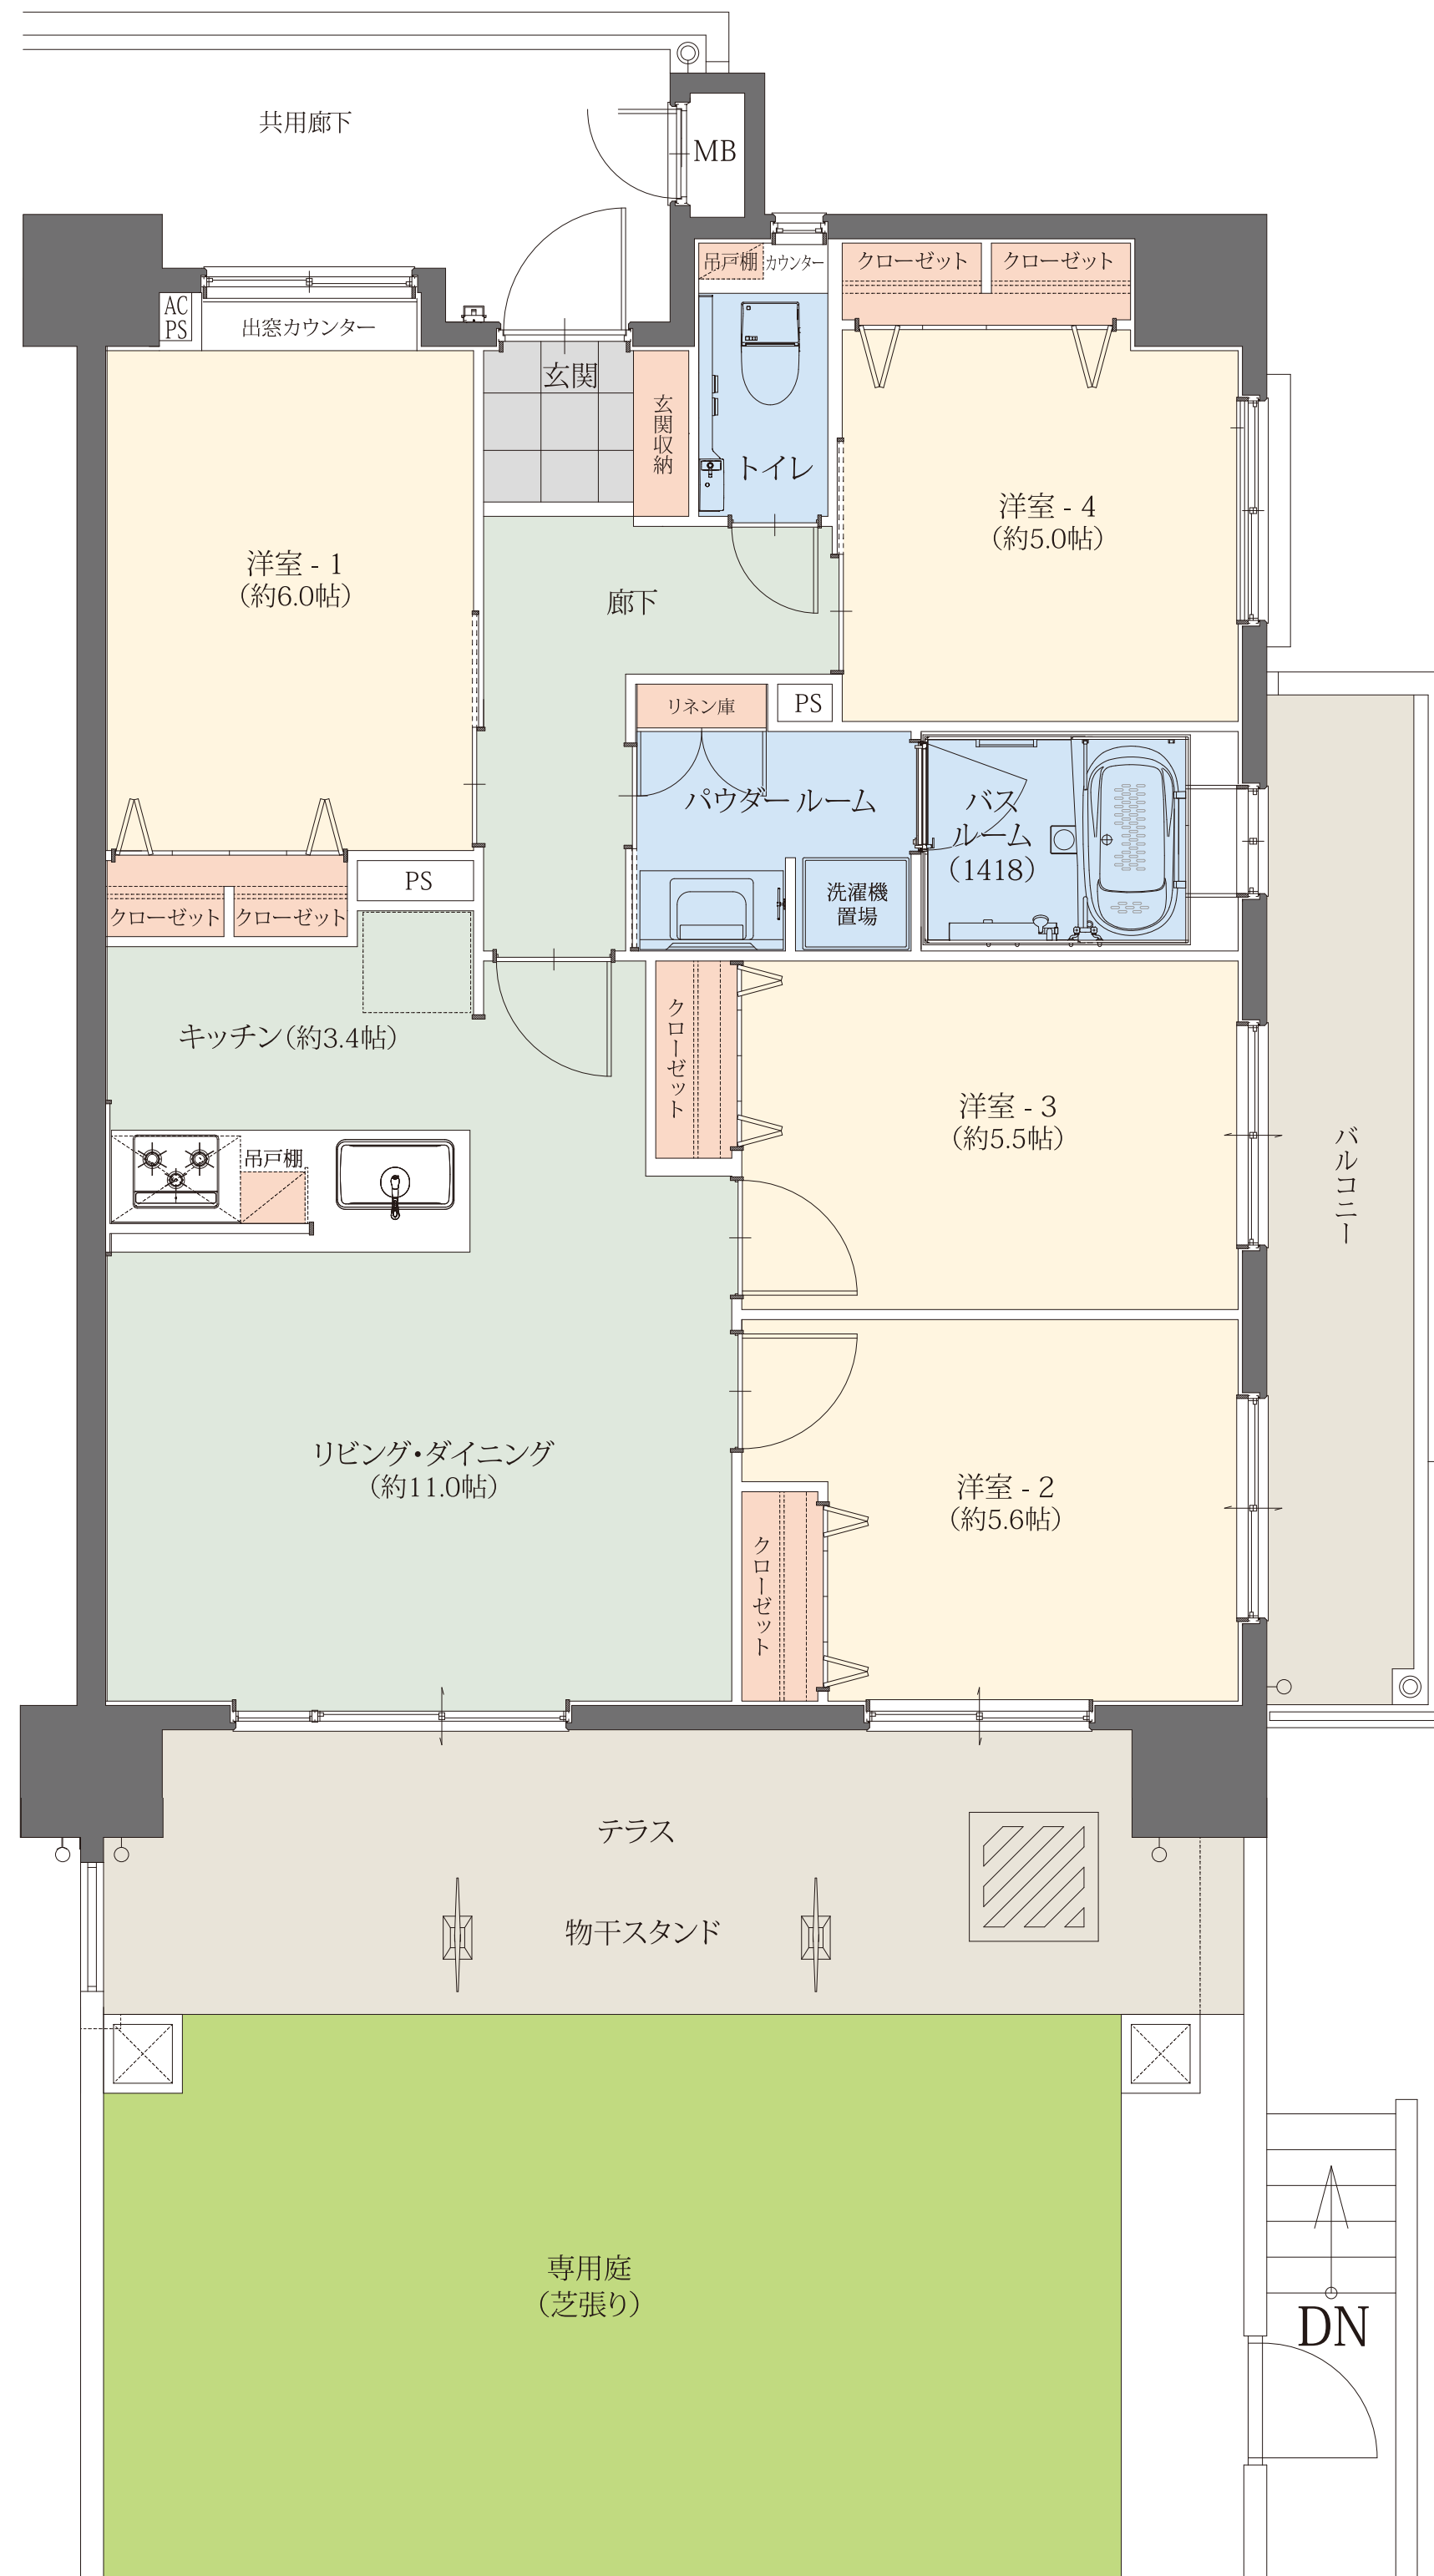 共用廊下
MB
吊戸棚
カウンター
クローゼット
クローゼット
AC
PS
出窓カウンター
玄関
玄関収納
トイレ
洋室 - 4
(約5.0帖)
洋室 - 1
(約6.0帖)
廊下
リネン庫
PS
パウダールーム
バス
ルーム
(1418)
PS
洗濯機
置場
クローゼット
クローゼット
キッチン(約3.4帖)
クローゼット
洋室 - 3
(約5.5帖)
吊戸棚
バルコニー
リビング・ダイニング
(約11.0帖)
洋室 - 2
(約5.6帖)
クローゼット
テラス
物干スタンド
専用庭
(芝張り)
DN